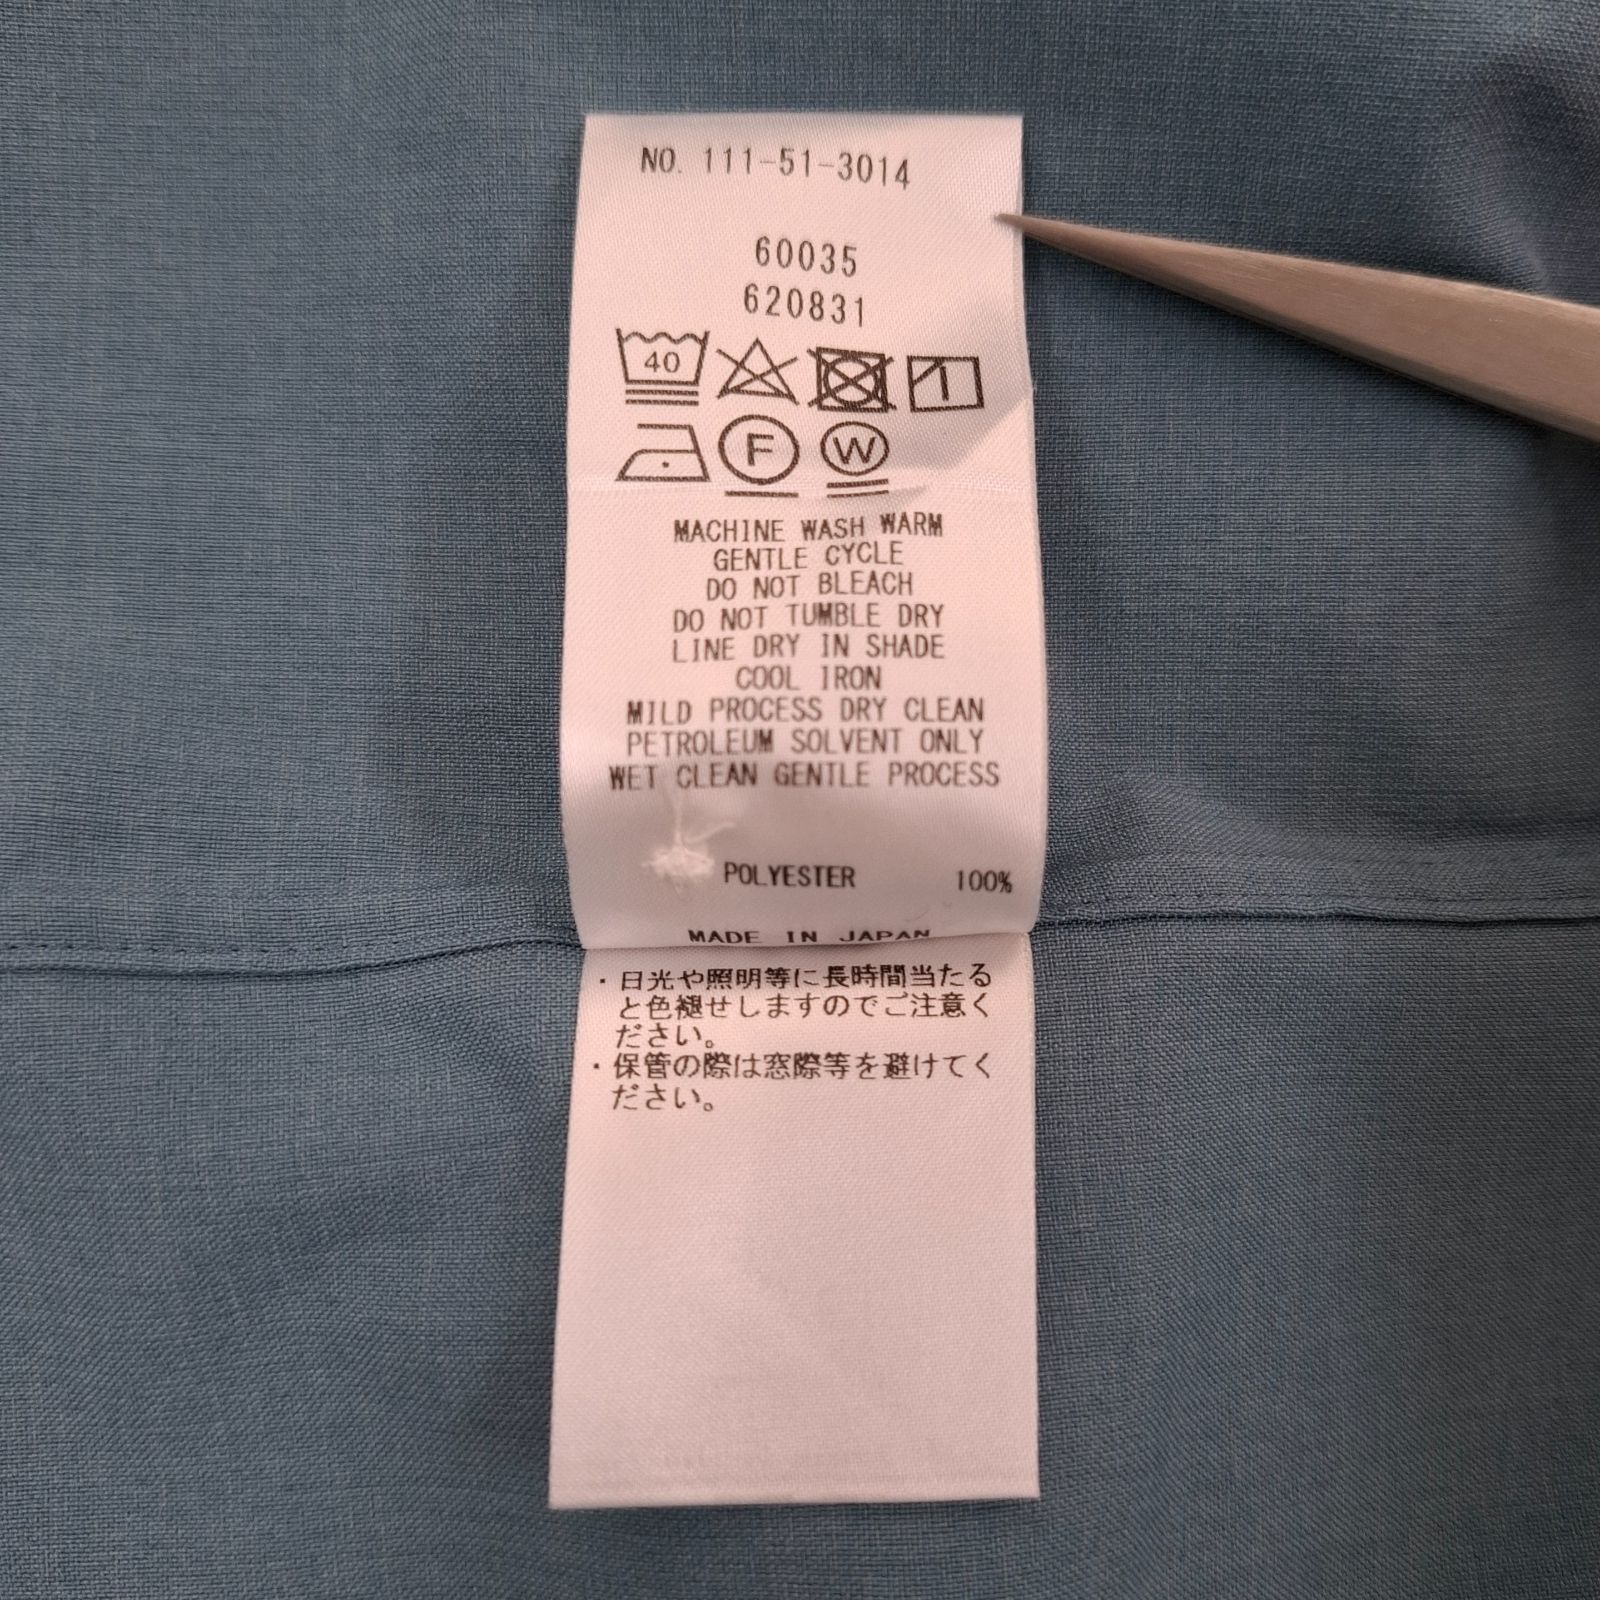 NO. 111-51-3014
60035
620831
40
F W
MACHINE WASH WARM
GENTLE CYCLE
DO NOT BLEACH
DO NOT TUMBLE DRY
LINE DRY IN SHADE
COOL IRON
MILD PROCESS DRY CLEAN
PETROLEUM SOLVENT ONLY
WET CLEAN GENTLE PROCESS
POLYESTER 100%
MADE IN JAPAN
・日光や照明等に長時間当たる
と色褪せしますのでご注意く
ださい。
・保管の際は窓際等を避けてく
ださい。